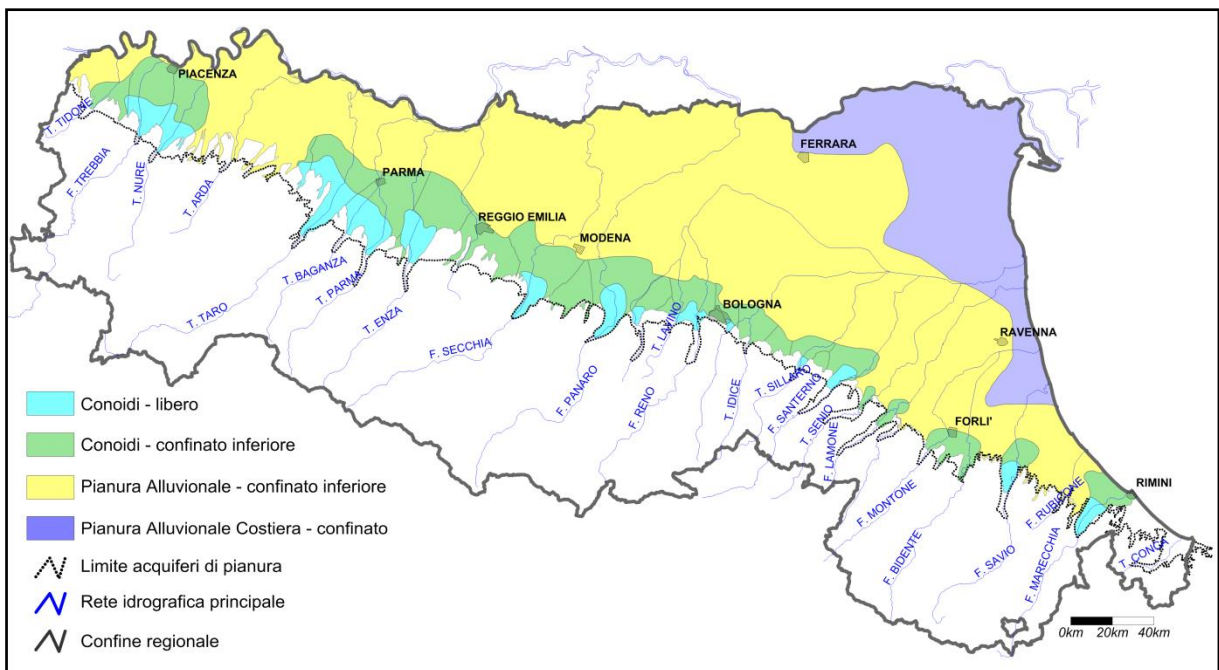 PIACENZA
T. TIDONE
F. TREBBIA
T. NURE
T. ARDA
FERRARA
PARMA
REGGIO EMILIA
MODENA
T. BAGANZA
T. PARMA
T. TARO
T. ENZA
F. SECCHIA
BOLOGNA
T. LAVINO
RAVENNA
F. PANARO
F. RENO
T. IDICE
T. SILLARO
F. SANTERNO
T. SENIO
F. LAMONE
FORLI'
F. MONTONE
F. BIDENTE
F. SAVIO
F. RUBICONE
F. MARECCHIA
RIMINI
T. CONCA
Conoidi - libero
Conoidi - confinato inferiore
Pianura Alluvionale - confinato inferiore
Pianura Alluvionale Costiera - confinato
Limite acquiferi di pianura
Rete idrografica principale
Confine regionale
0km 20km 40km